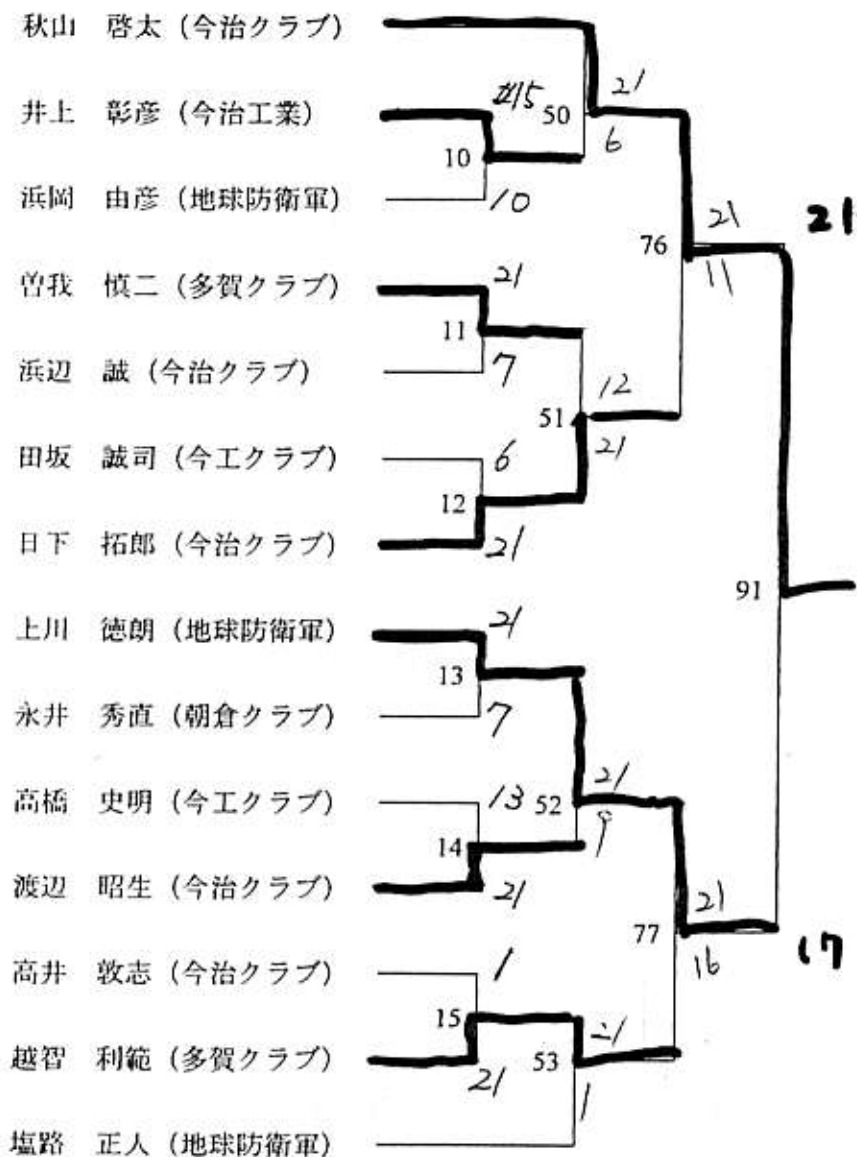 秋山 啓太 (今治クラブ)
21
井上 彰彦 (今治工業)
15
50
6
10
浜岡 由彦 (地球防衛軍)
10
21
21
76
11
曽我 慎二 (多賀クラブ)
21
11
浜辺 誠 (今治クラブ)
7
12
51
21
田坂 誠司 (今工クラブ)
6
12
日下 拓郎 (今治クラブ)
21
91
上川 徳朗 (地球防衛軍)
21
13
永井 秀直 (朝倉クラブ)
7
高橋 史明 (今工クラブ)
13
52
21
9
14
渡辺 昭生 (今治クラブ)
21
21
77
16
17
高井 敦志 (今治クラブ)
1
15
越智 利範 (多賀クラブ)
21
53
21
1
塩路 正人 (地球防衛軍)